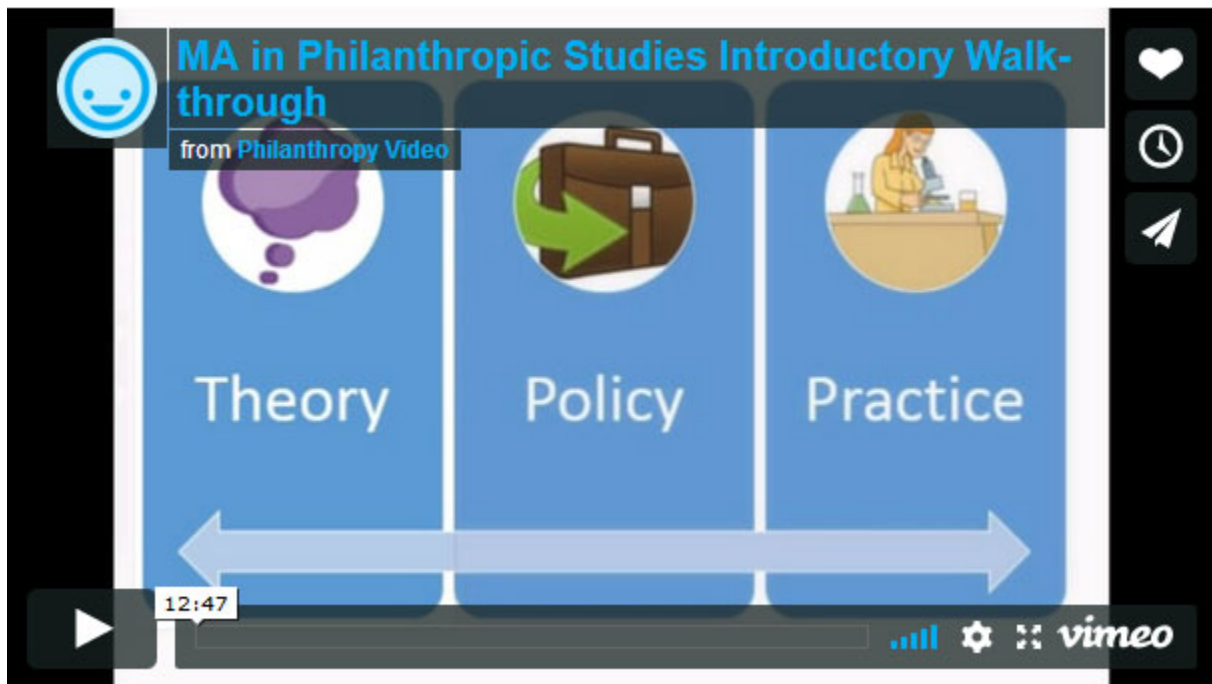 MA in Philanthropic Studies Introductory Walk-
through
from Philanthropy Video
Theory
Policy
Practice
12:47
vimeo